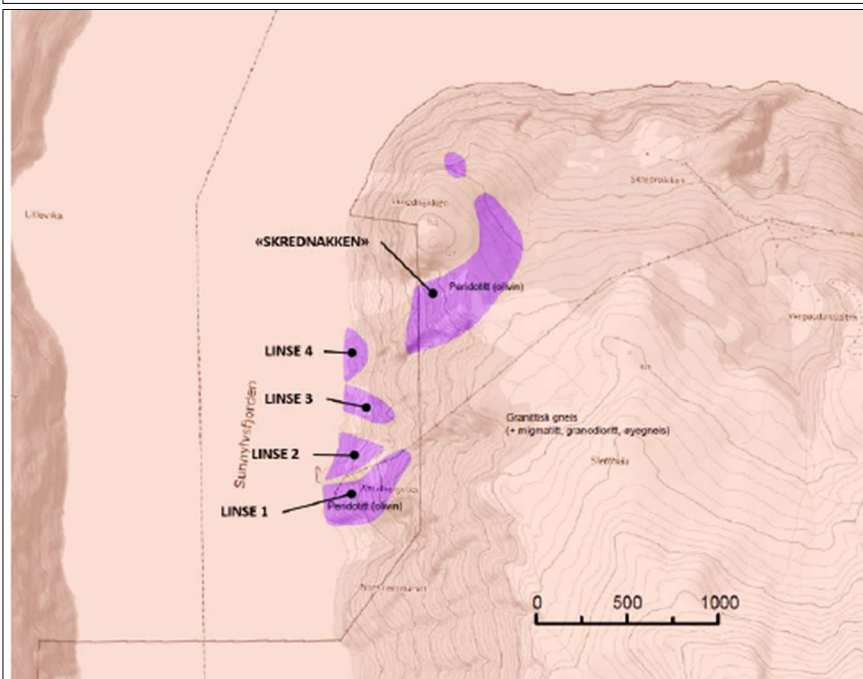 Skrednakken
Lillevika
Skrednakken
«SKREDNAKKEN»
Peridotitt (olivin)
LINSE 4
LINSE 3
Sunnylvsfjorden
Granittisk gneis
(+ migmatitt, granodioritt, øyegneis)
LINSE 2
LINSE 1
Peridotitt (olivin)
0 500 1000